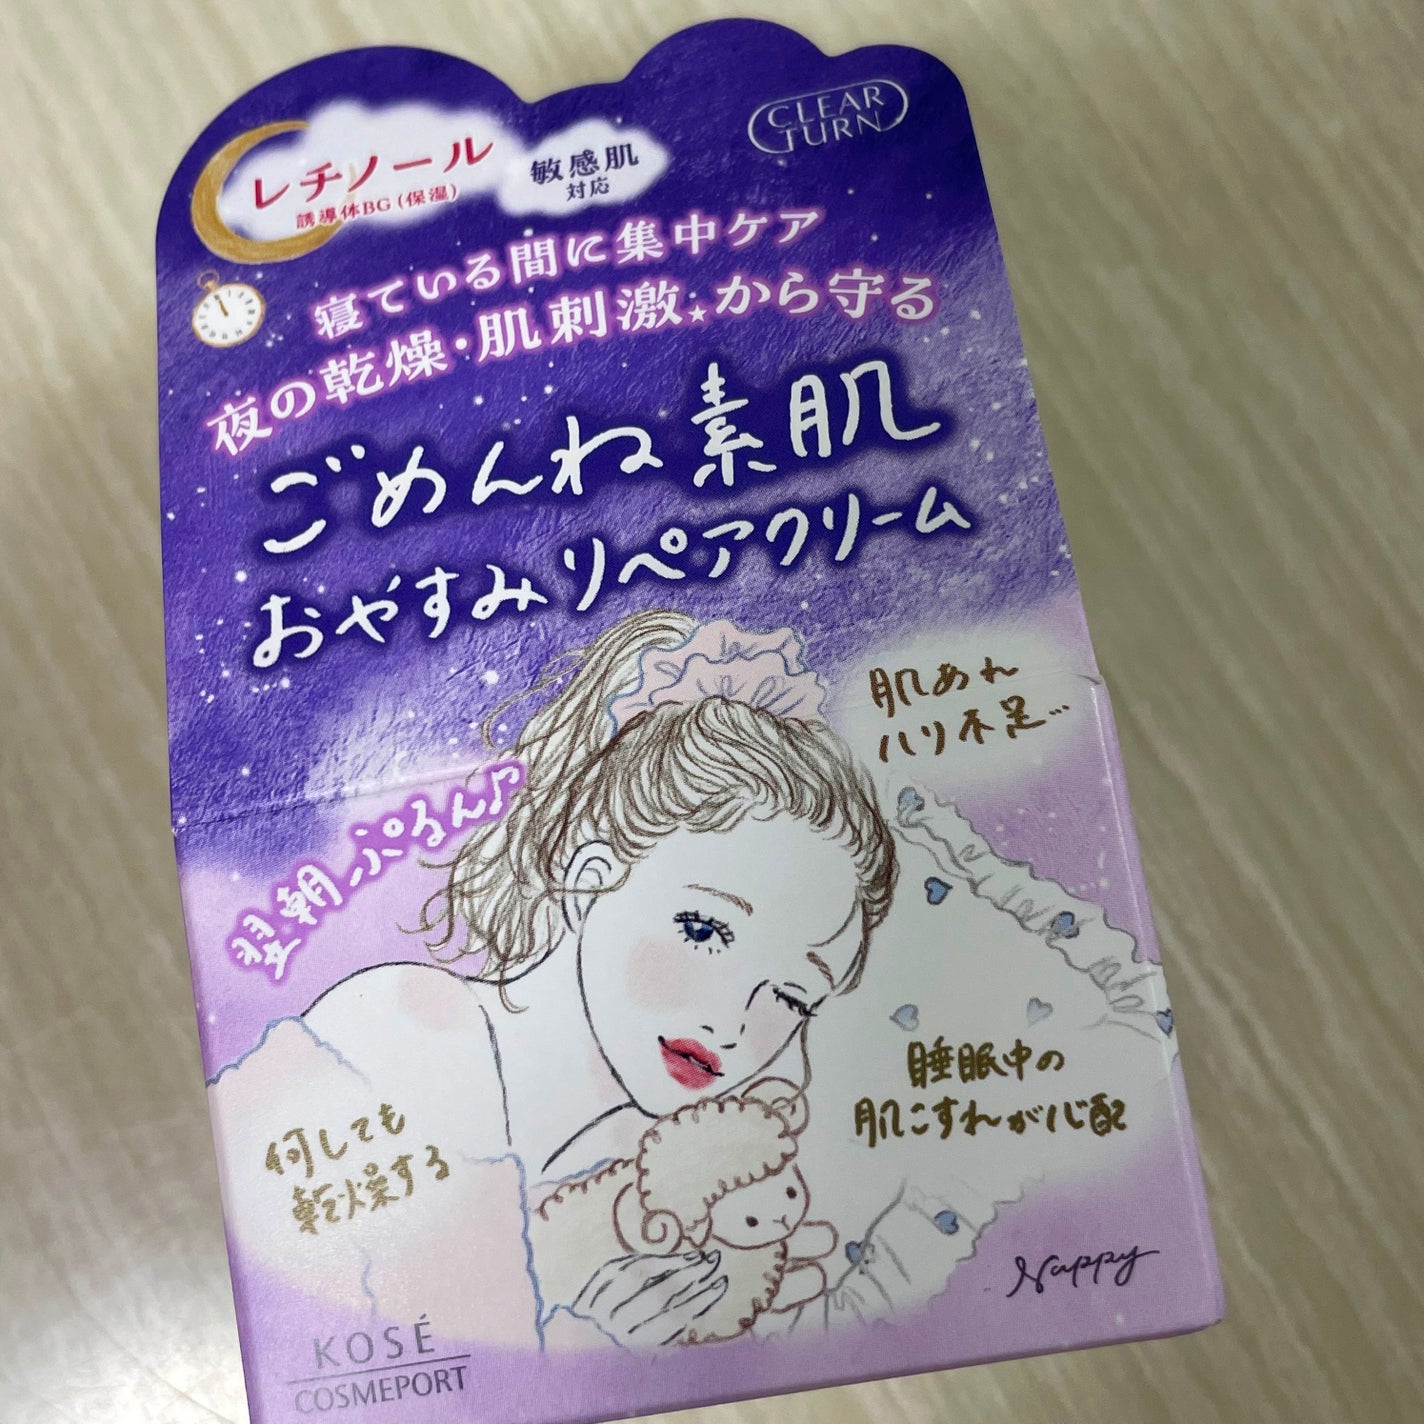 CLEAR
TURN
レチノール
誘導体BG(保湿)
敏感肌
対応
寝ている間に集中ケア
夜の乾燥・肌刺激★から守る
ごめんね素肌
おやすみリペアクリーム
肌あれ
ハリ不足…
翌朝ぷるん♫
睡眠中の
肌こすれが心配
何しても
乾燥する
Nappy
KOSÉ
COSMEPORT